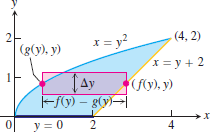 y
2
(g(y), y)
x = y²
(4, 2)
x = y + 2
1
Δy
(f(y), y)
f(y) − g(y)
0
y = 0
2
4
x